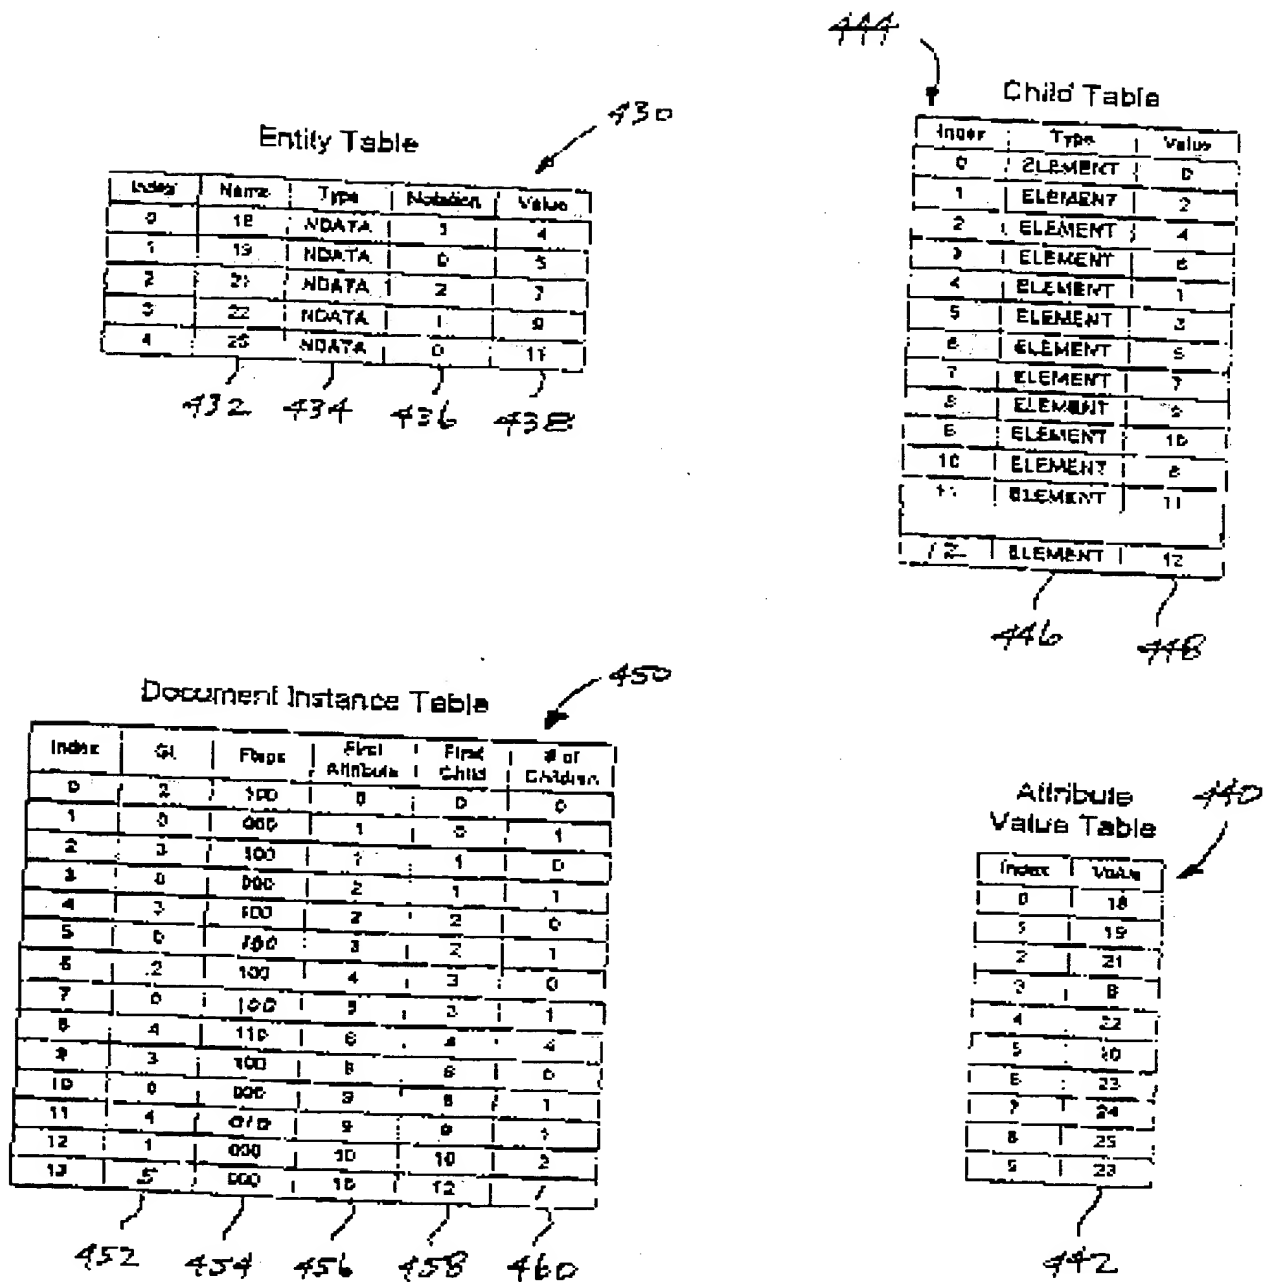 444
Child Table
Index Type Value
0 ELEMENT 0
1 ELEMENT 2
2 ELEMENT 4
3 ELEMENT 6
4 ELEMENT 1
5 ELEMENT 3
6 ELEMENT 5
7 ELEMENT 7
8 ELEMENT 9
9 ELEMENT 10
10 ELEMENT 8
11 ELEMENT 11
12 ELEMENT 12
446 448
430
Entity Table
Index Name Type Notation Value
0 18 NDATA 4
1 19 NDATA 0 5
2 21 NDATA 2 7
3 22 NDATA 1 9
4 25 NDATA 0 11
432 434 436 438
450
Document Instance Table
Index GI Flags First Attribute First Child # of Children
0 2 100 0 0 0
1 0 000 1 0 1
2 3 100 1 1 0
3 0 000 2 1 1
4 3 100 2 2 0
5 0 100 3 2 1
6 2 100 4 3 0
7 0 100 5 3 1
8 4 110 6 4 4
9 3 100 8 8 0
10 0 000 9 8 1
11 4 010 9 9 1
12 1 000 10 10 2
13 5 000 10 12 1
452 454 456 458 460
440
Attribute
Value Table
Index Value
0 18
1 19
2 21
3 8
4 22
5 10
6 23
7 24
8 25
9 23
442